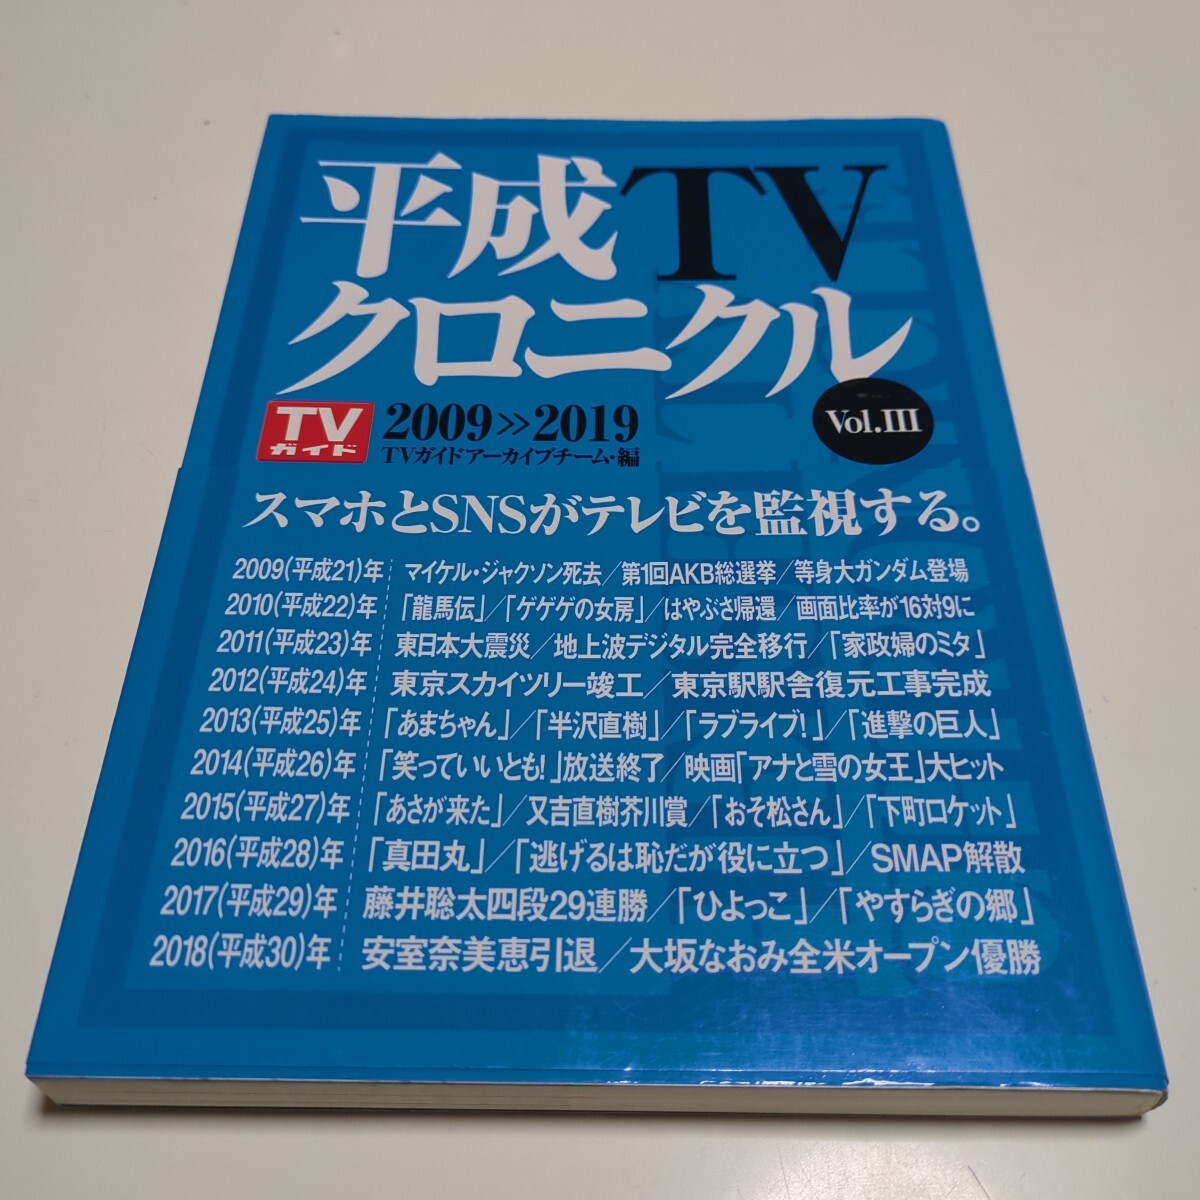 平成TV
クロニクル
Vol.III
TV
ガイド
2009≫2019
TVガイドアーカイブチーム・編
スマホとSNSがテレビを監視する。
2009(平成21)年 マイケル・ジャクソン死去/第1回AKB総選挙/等身大ガンダム登場
2010(平成22)年 「龍馬伝」/「ゲゲゲの女房」/はやぶさ帰還/画面比率が16対9に
2011(平成23)年 東日本大震災/地上波デジタル完全移行/「家政婦のミタ」
2012(平成24)年 東京スカイツリー竣工/東京駅駅舎復元工事完成
2013(平成25)年 「あまちゃん」/「半沢直樹」/「ラブライブ!」/「進撃の巨人」
2014(平成26)年 「笑っていいとも!」放送終了/映画「アナと雪の女王」大ヒット
2015(平成27)年 「あさが来た」/又吉直樹芥川賞/「おそ松さん」/「下町ロケット」
2016(平成28)年 「真田丸」/「逃げるは恥だが役に立つ」/SMAP解散
2017(平成29)年 藤井聡太四段29連勝/「ひよっこ」/「やすらぎの郷」
2018(平成30)年 安室奈美恵引退/大坂なおみ全米オープン優勝